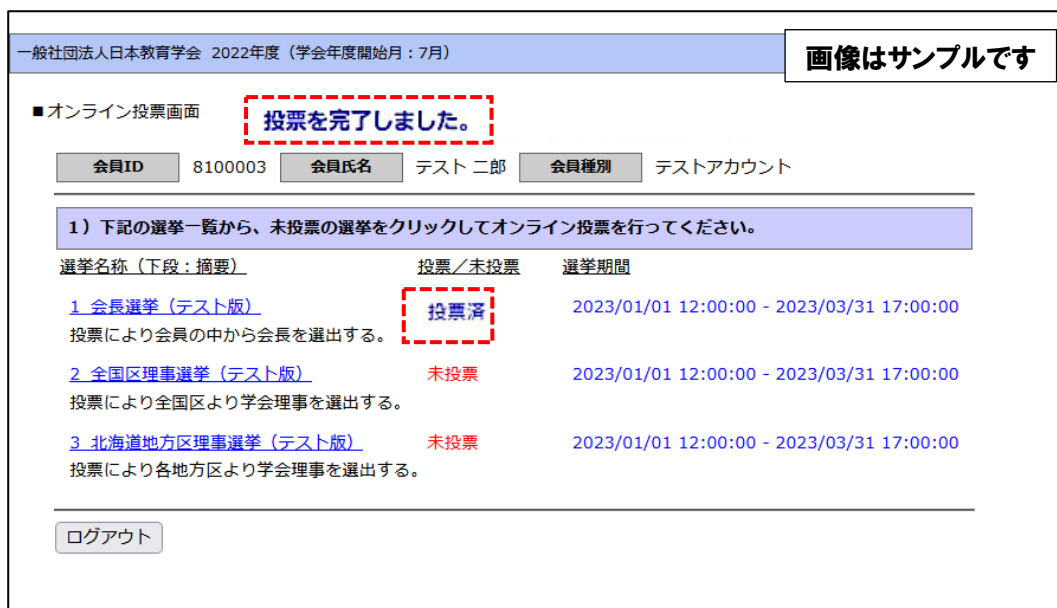 一般社団法人日本教育学会 2022年度（学会年度開始月：7月）
画像はサンプルです
■オンライン投票画面
投票を完了しました。
会員ID 8100003 会員氏名 テスト 二郎 会員種別 テストアカウント
1）下記の選挙一覧から、未投票の選挙をクリックしてオンライン投票を行ってください。
選挙名称（下段：摘要） 投票／未投票 選挙期間
1 会長選挙（テスト版） 投票済 2023/01/01 12:00:00 - 2023/03/31 17:00:00
投票により会員の中から会長を選出する。
2 全国区理事選挙（テスト版） 未投票 2023/01/01 12:00:00 - 2023/03/31 17:00:00
投票により全国区より学会理事を選出する。
3 北海道地方区理事選挙（テスト版） 未投票 2023/01/01 12:00:00 - 2023/03/31 17:00:00
投票により各地方区より学会理事を選出する。
ログアウト